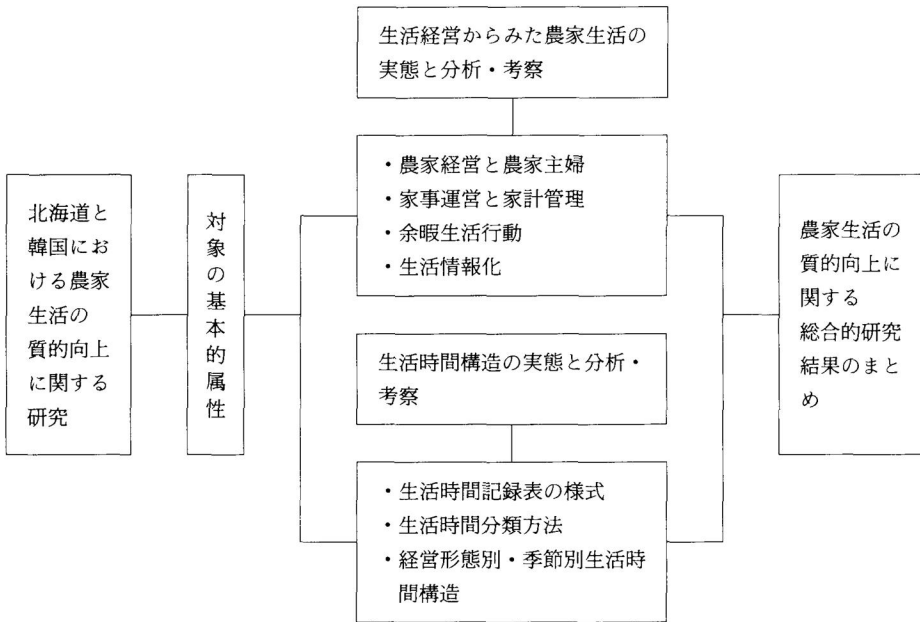 北海道と
韓国にお
ける農家
生活の
質的向上
に関する
研究
対象の基本的属性
生活経営からみた農家生活の
実態と分析・考察
・農家経営と農家主婦
・家事運営と家計管理
・余暇生活行動
・生活情報化
生活時間構造の実態と分析・
考察
・生活時間記録表の様式
・生活時間分類方法
・経営形態別・季節別生活時
間構造
農家生活の
質的向上に
関する
総合的研究
結果のまと
め